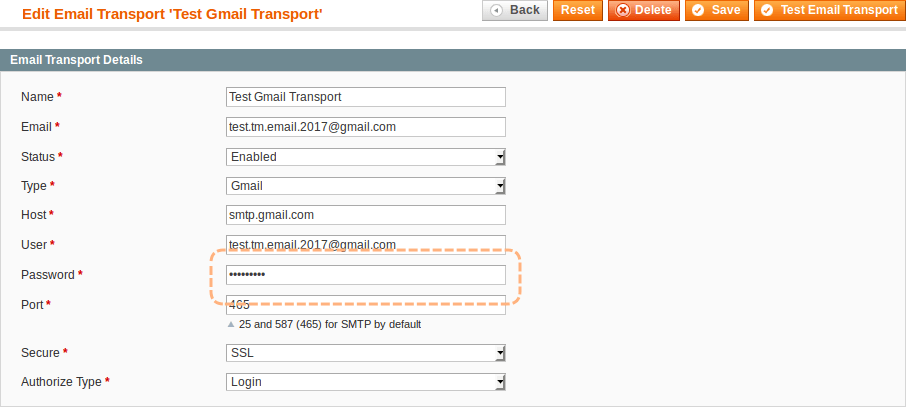 Edit Email Transport 'Test Gmail Transport' Back Reset Delete Save Test Email Transport
Email Transport Details
Name * Test Gmail Transport
Email * test.tm.email.2017@gmail.com
Status * Enabled
Type * Gmail
Host * smtp.gmail.com
User * test.tm.email.2017@gmail.com
Password * •••••••••
Port * 465
25 and 587 (465) for SMTP by default
Secure * SSL
Authorize Type * Login